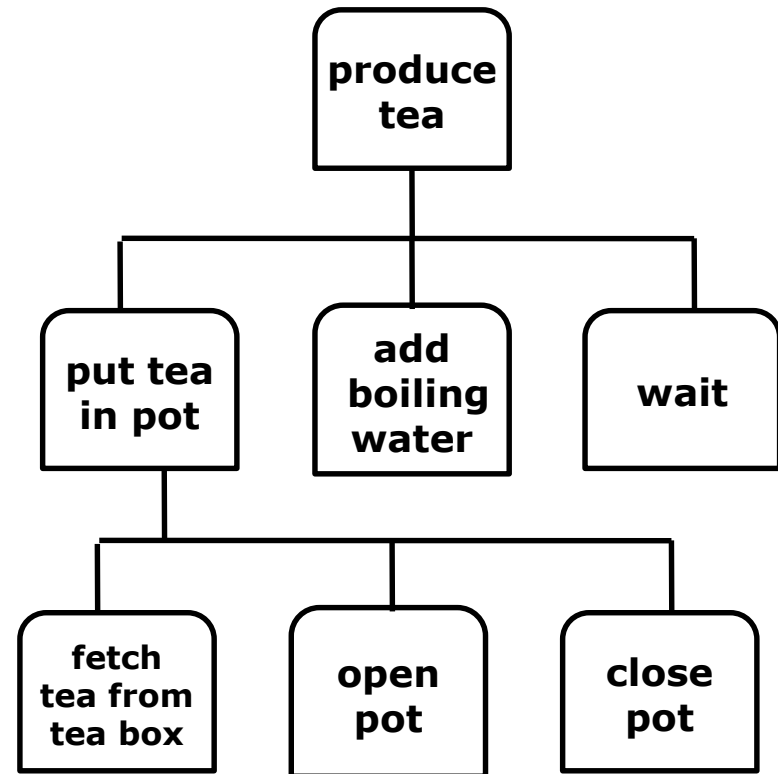 produce
tea
put tea
in pot
add
boiling
water
wait
fetch
tea from
tea box
open
pot
close
pot